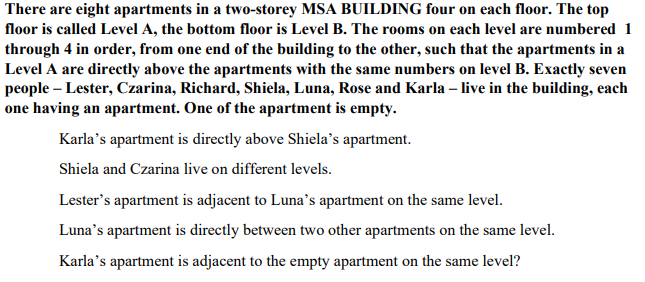 There are eight apartments in a two-storey MSA BUILDING four on each floor. The top
floor is called Level A, the bottom floor is Level B. The rooms on each level are numbered 1
through 4 in order, from one end of the building to the other, such that the apartments in a
Level A are directly above the apartments with the same numbers on level B. Exactly seven
people – Lester, Czarina, Richard, Shiela, Luna, Rose and Karla – live in the building, each
one having an apartment. One of the apartment is empty.
Karla's apartment is directly above Shiela's apartment.
Shiela and Czarina live on different levels.
Lester's apartment is adjacent to Luna's apartment on the same level.
Luna's apartment is directly between two other apartments on the same level.
Karla's apartment is adjacent to the empty apartment on the same level?